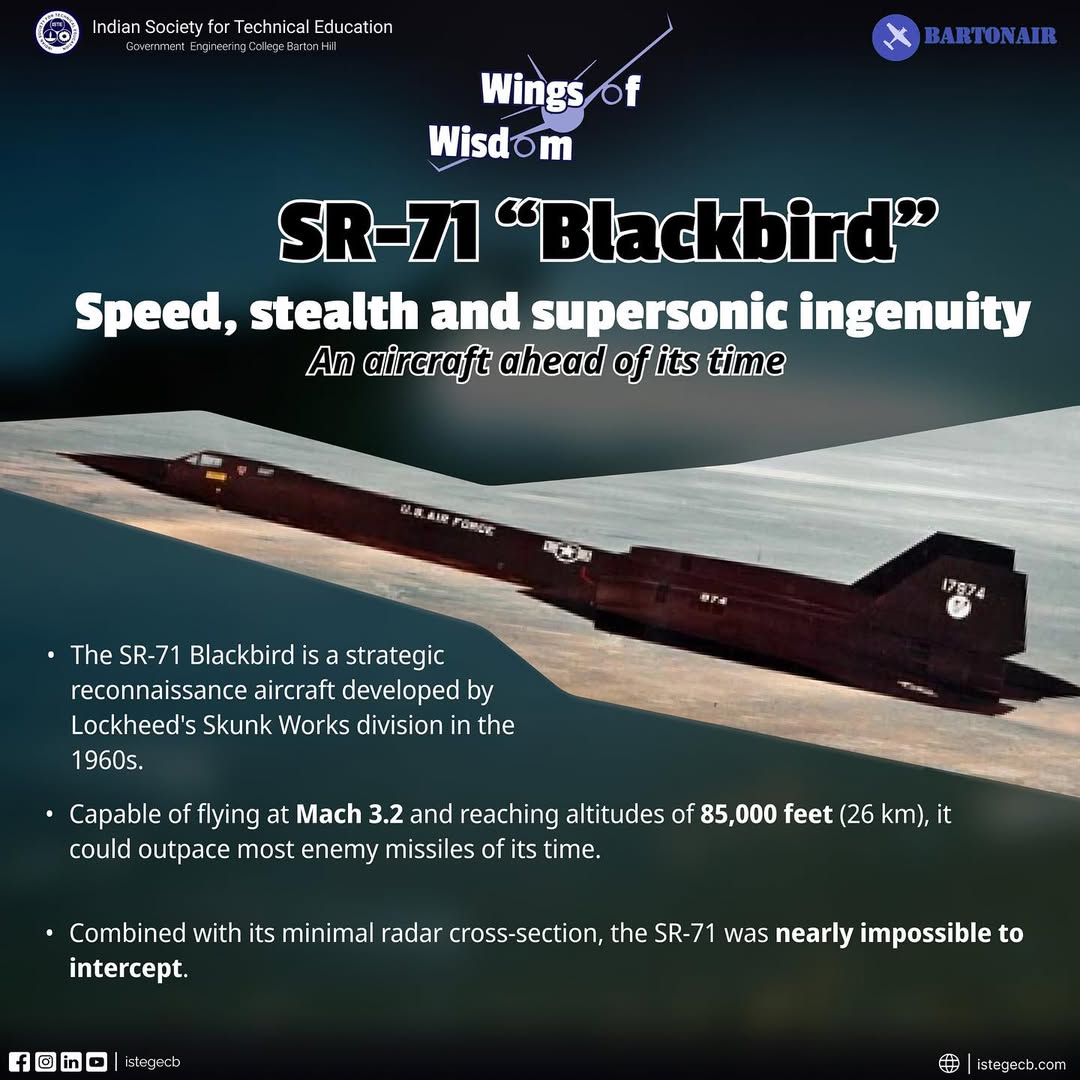 Indian Society for Technical Education
Government Engineering College Barton Hill
BARTONAIR
Wings of
Wisdom
SR-71 “Blackbird”
Speed, stealth and supersonic ingenuity
An aircraft ahead of its time
U.S. AIR FORCE
17974
974
• The SR-71 Blackbird is a strategic
reconnaissance aircraft developed by
Lockheed's Skunk Works division in the
1960s.
• Capable of flying at Mach 3.2 and reaching altitudes of 85,000 feet (26 km), it
could outpace most enemy missiles of its time.
• Combined with its minimal radar cross-section, the SR-71 was nearly impossible to
intercept.
istegecb
istegecb.com